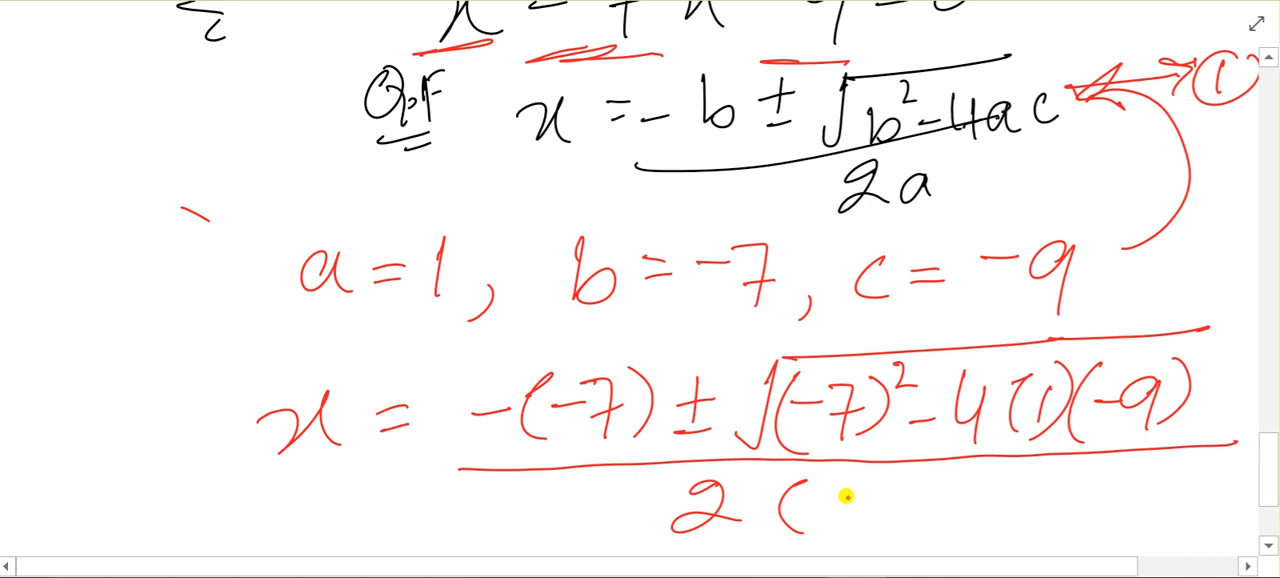 Q.F x = -b ± √(b² - 4ac) / 2a ①
a = 1, b = -7, c = -9
x = -(-7) ± √((-7)² - 4(1)(-9)) / 2(